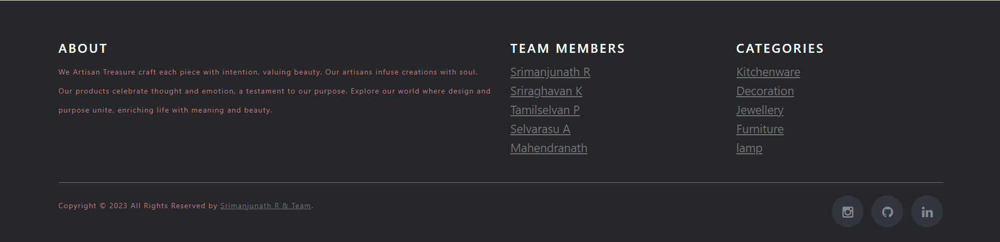 ABOUT
We Artisan Treasure craft each piece with intention, valuing beauty. Our artisans infuse creations with soul.
Our products celebrate thought and emotion, a testament to our purpose. Explore our world where design and
purpose unite, enriching life with meaning and beauty.
TEAM MEMBERS
Srimanjunath R
Sriraghavan K
Tamilselvan P
Selvarasu A
Mahendranath
CATEGORIES
Kitchenware
Decoration
Jewellery
Furniture
lamp
Copyright © 2023 All Rights Reserved by Srimanjunath R & Team.
in